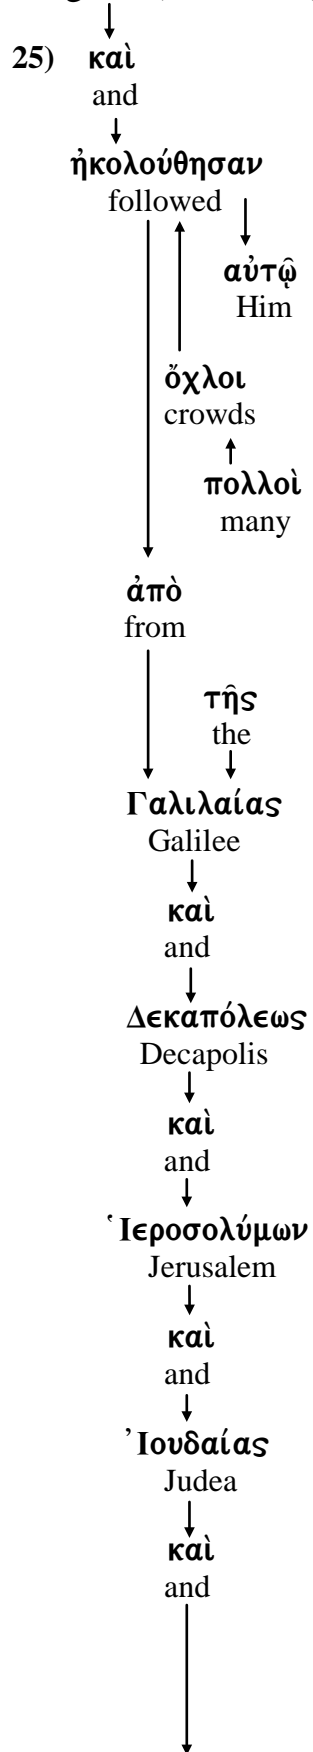 25) καὶ
and
ἠκολούθησαν
followed
αὐτῷ
Him
ὄχλοι
crowds
πολλοὶ
many
ἀπὸ
from
τῆς
the
Γαλιλαίας
Galilee
καὶ
and
Δεκαπόλεως
Decapolis
καὶ
and
Ἱεροσολύμων
Jerusalem
καὶ
and
Ἰουδαίας
Judea
καὶ
and